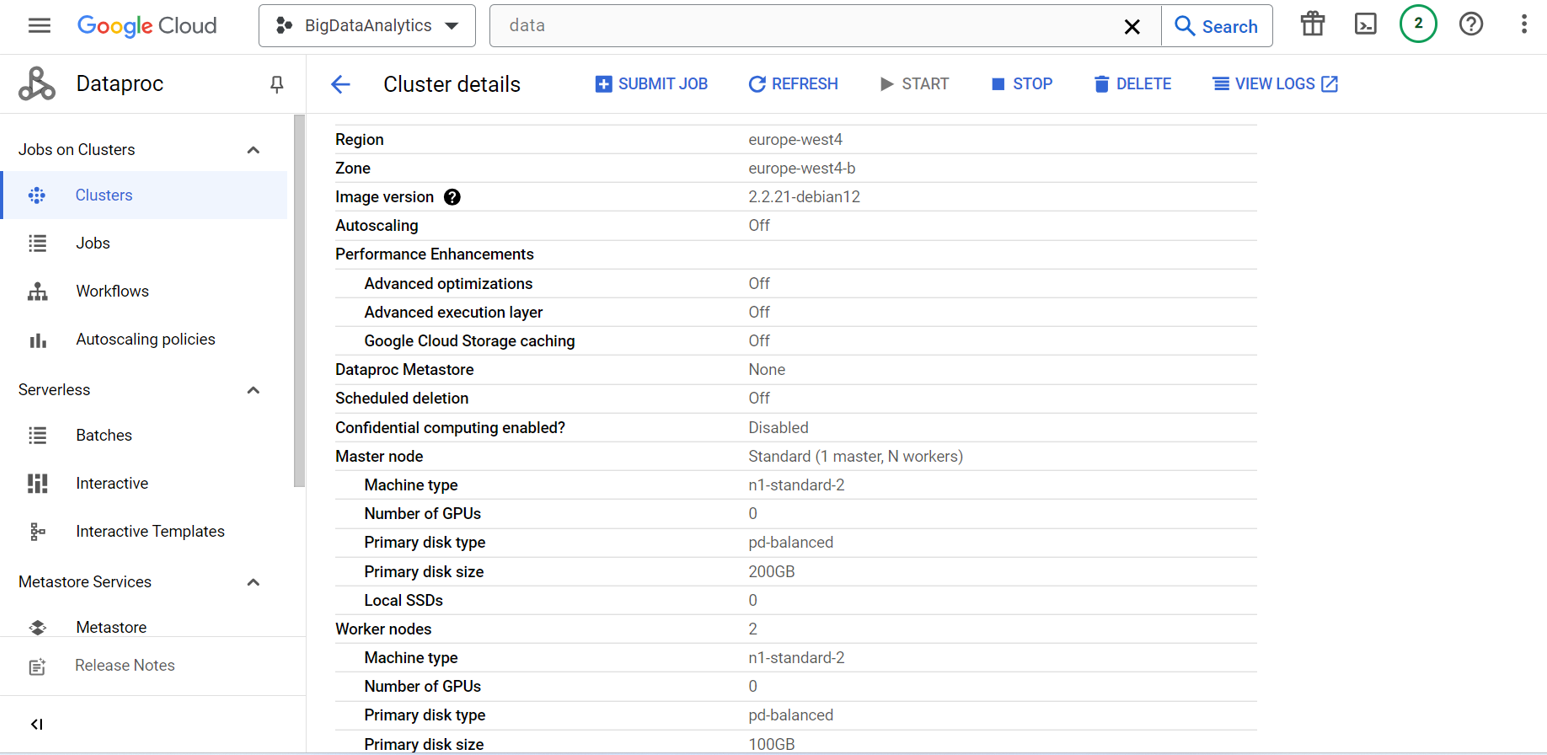 Google Cloud BigDataAnalytics data Search 2
Dataproc Cluster details SUBMIT JOB REFRESH START STOP DELETE VIEW LOGS
Jobs on Clusters
Clusters
Jobs
Workflows
Autoscaling policies
Serverless
Batches
Interactive
Interactive Templates
Metastore Services
Metastore
Release Notes
Region europe-west4
Zone europe-west4-b
Image version 2.2.21-debian12
Autoscaling Off
Performance Enhancements
Advanced optimizations Off
Advanced execution layer Off
Google Cloud Storage caching Off
Dataproc Metastore None
Scheduled deletion Off
Confidential computing enabled? Disabled
Master node Standard (1 master, N workers)
Machine type n1-standard-2
Number of GPUs 0
Primary disk type pd-balanced
Primary disk size 200GB
Local SSDs 0
Worker nodes 2
Machine type n1-standard-2
Number of GPUs 0
Primary disk type pd-balanced
Primary disk size 100GB